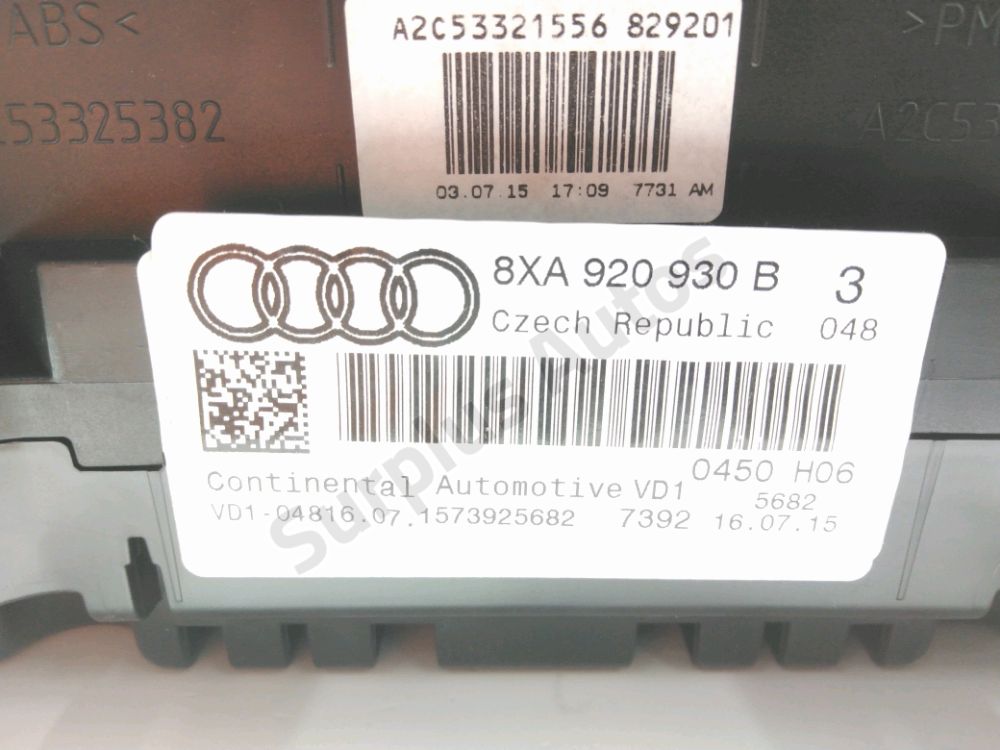 ABS<
53325382
>PM
A2C53
A2C53321556 829201
03.07.15 17:09 7731 AM
8XA 920 930 B 3
Czech Republic 048
0450 H06
Continental Automotive VD1 5682
VD1-04816.07.1573925682 7392 16.07.15
Surplus Autos